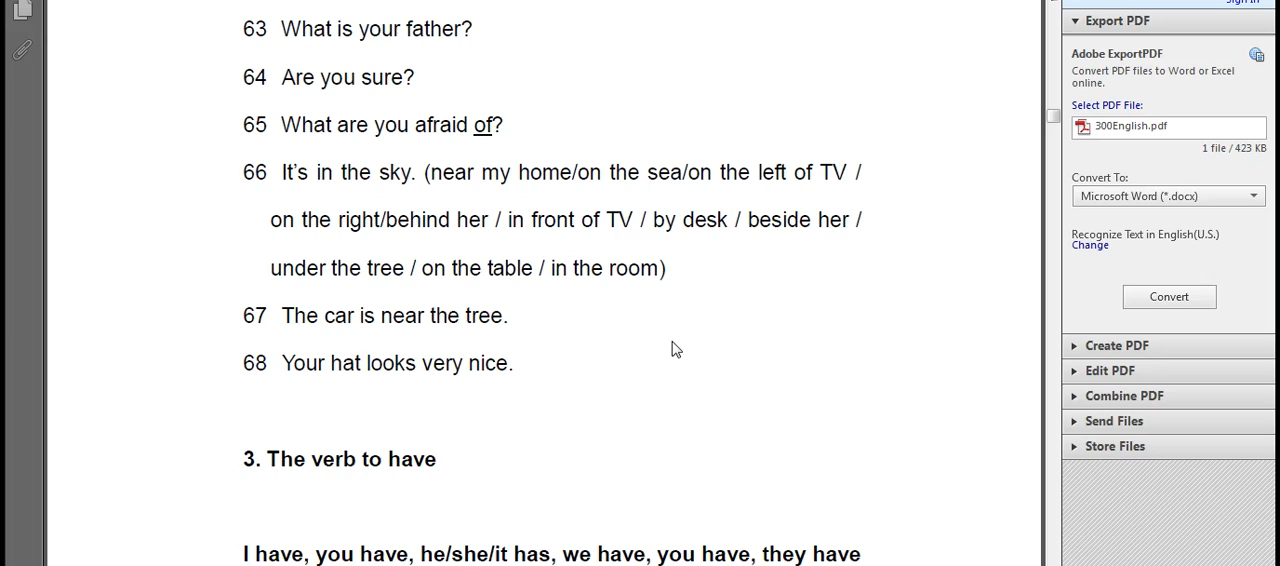 63 What is your father?
64 Are you sure?
65 What are you afraid of?
66 It's in the sky. (near my home/on the sea/on the left of TV /
on the right/behind her / in front of TV / by desk / beside her /
under the tree / on the table / in the room)
67 The car is near the tree.
68 Your hat looks very nice.
3. The verb to have
I have, you have, he/she/it has, we have, you have, they have
Sign In
Export PDF
Adobe ExportPDF
Convert PDF files to Word or Excel
online.
Select PDF File:
300English.pdf
1 file / 423 KB
Convert To:
Microsoft Word (*.docx)
Recognize Text in English(U.S.)
Change
Convert
Create PDF
Edit PDF
Combine PDF
Send Files
Store Files